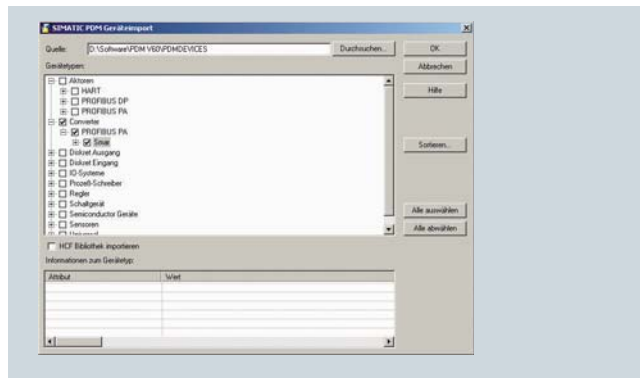 SIMATIC PDM Geräteimport
Quelle: D:\Software\PDM V60\PDMDEVICES Durchsuchen... OK
Gerätetypen: Abbrechen
Aktoren
HART Hilfe
PROFIBUS DP
PROFIBUS PA
Converter
PROFIBUS PA
Smar Sortieren...
Diskret Ausgang
Diskret Eingang
IO-Systeme
Prozeß-Schreiber
Regler
Schaltgerät Alle auswählen
Semiconductor Geräte
Sensoren Alle abwählen
Universal
HCF Bibliothek importieren
Informationen zum Gerätetyp:
Attribut Wert